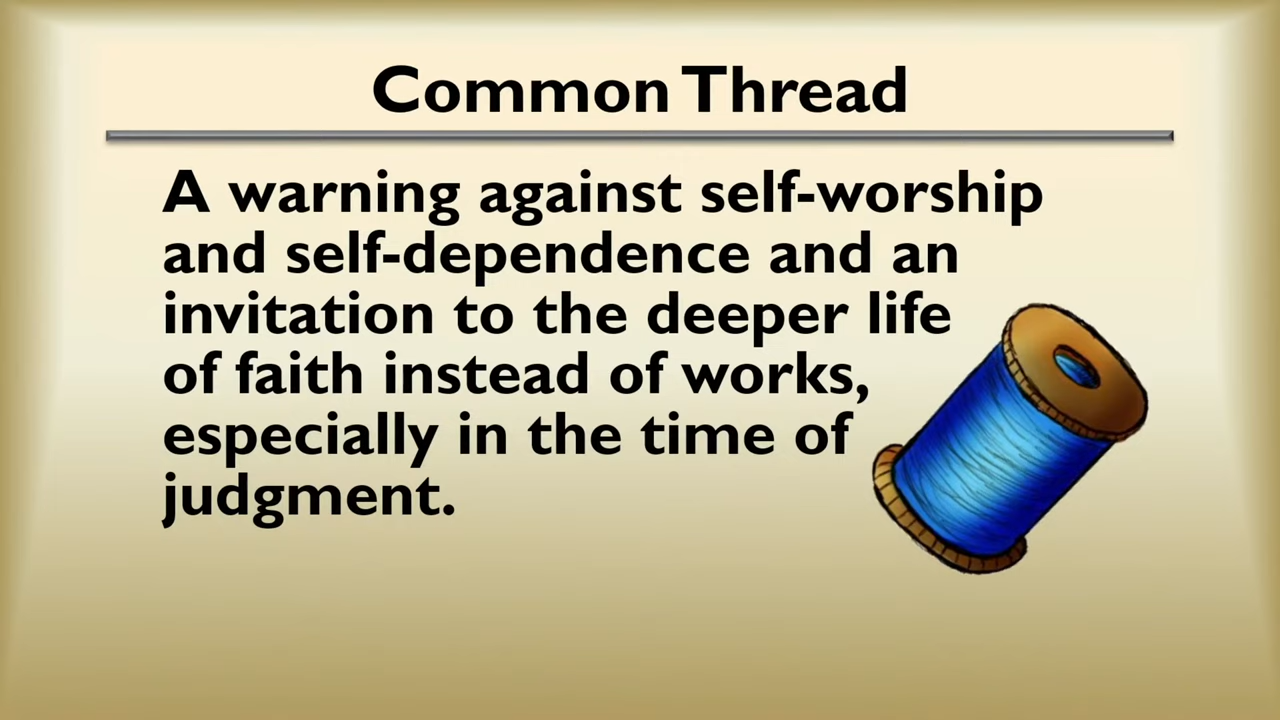 Common Thread
A warning against self-worship
and self-dependence and an
invitation to the deeper life
of faith instead of works,
especially in the time of
judgment.